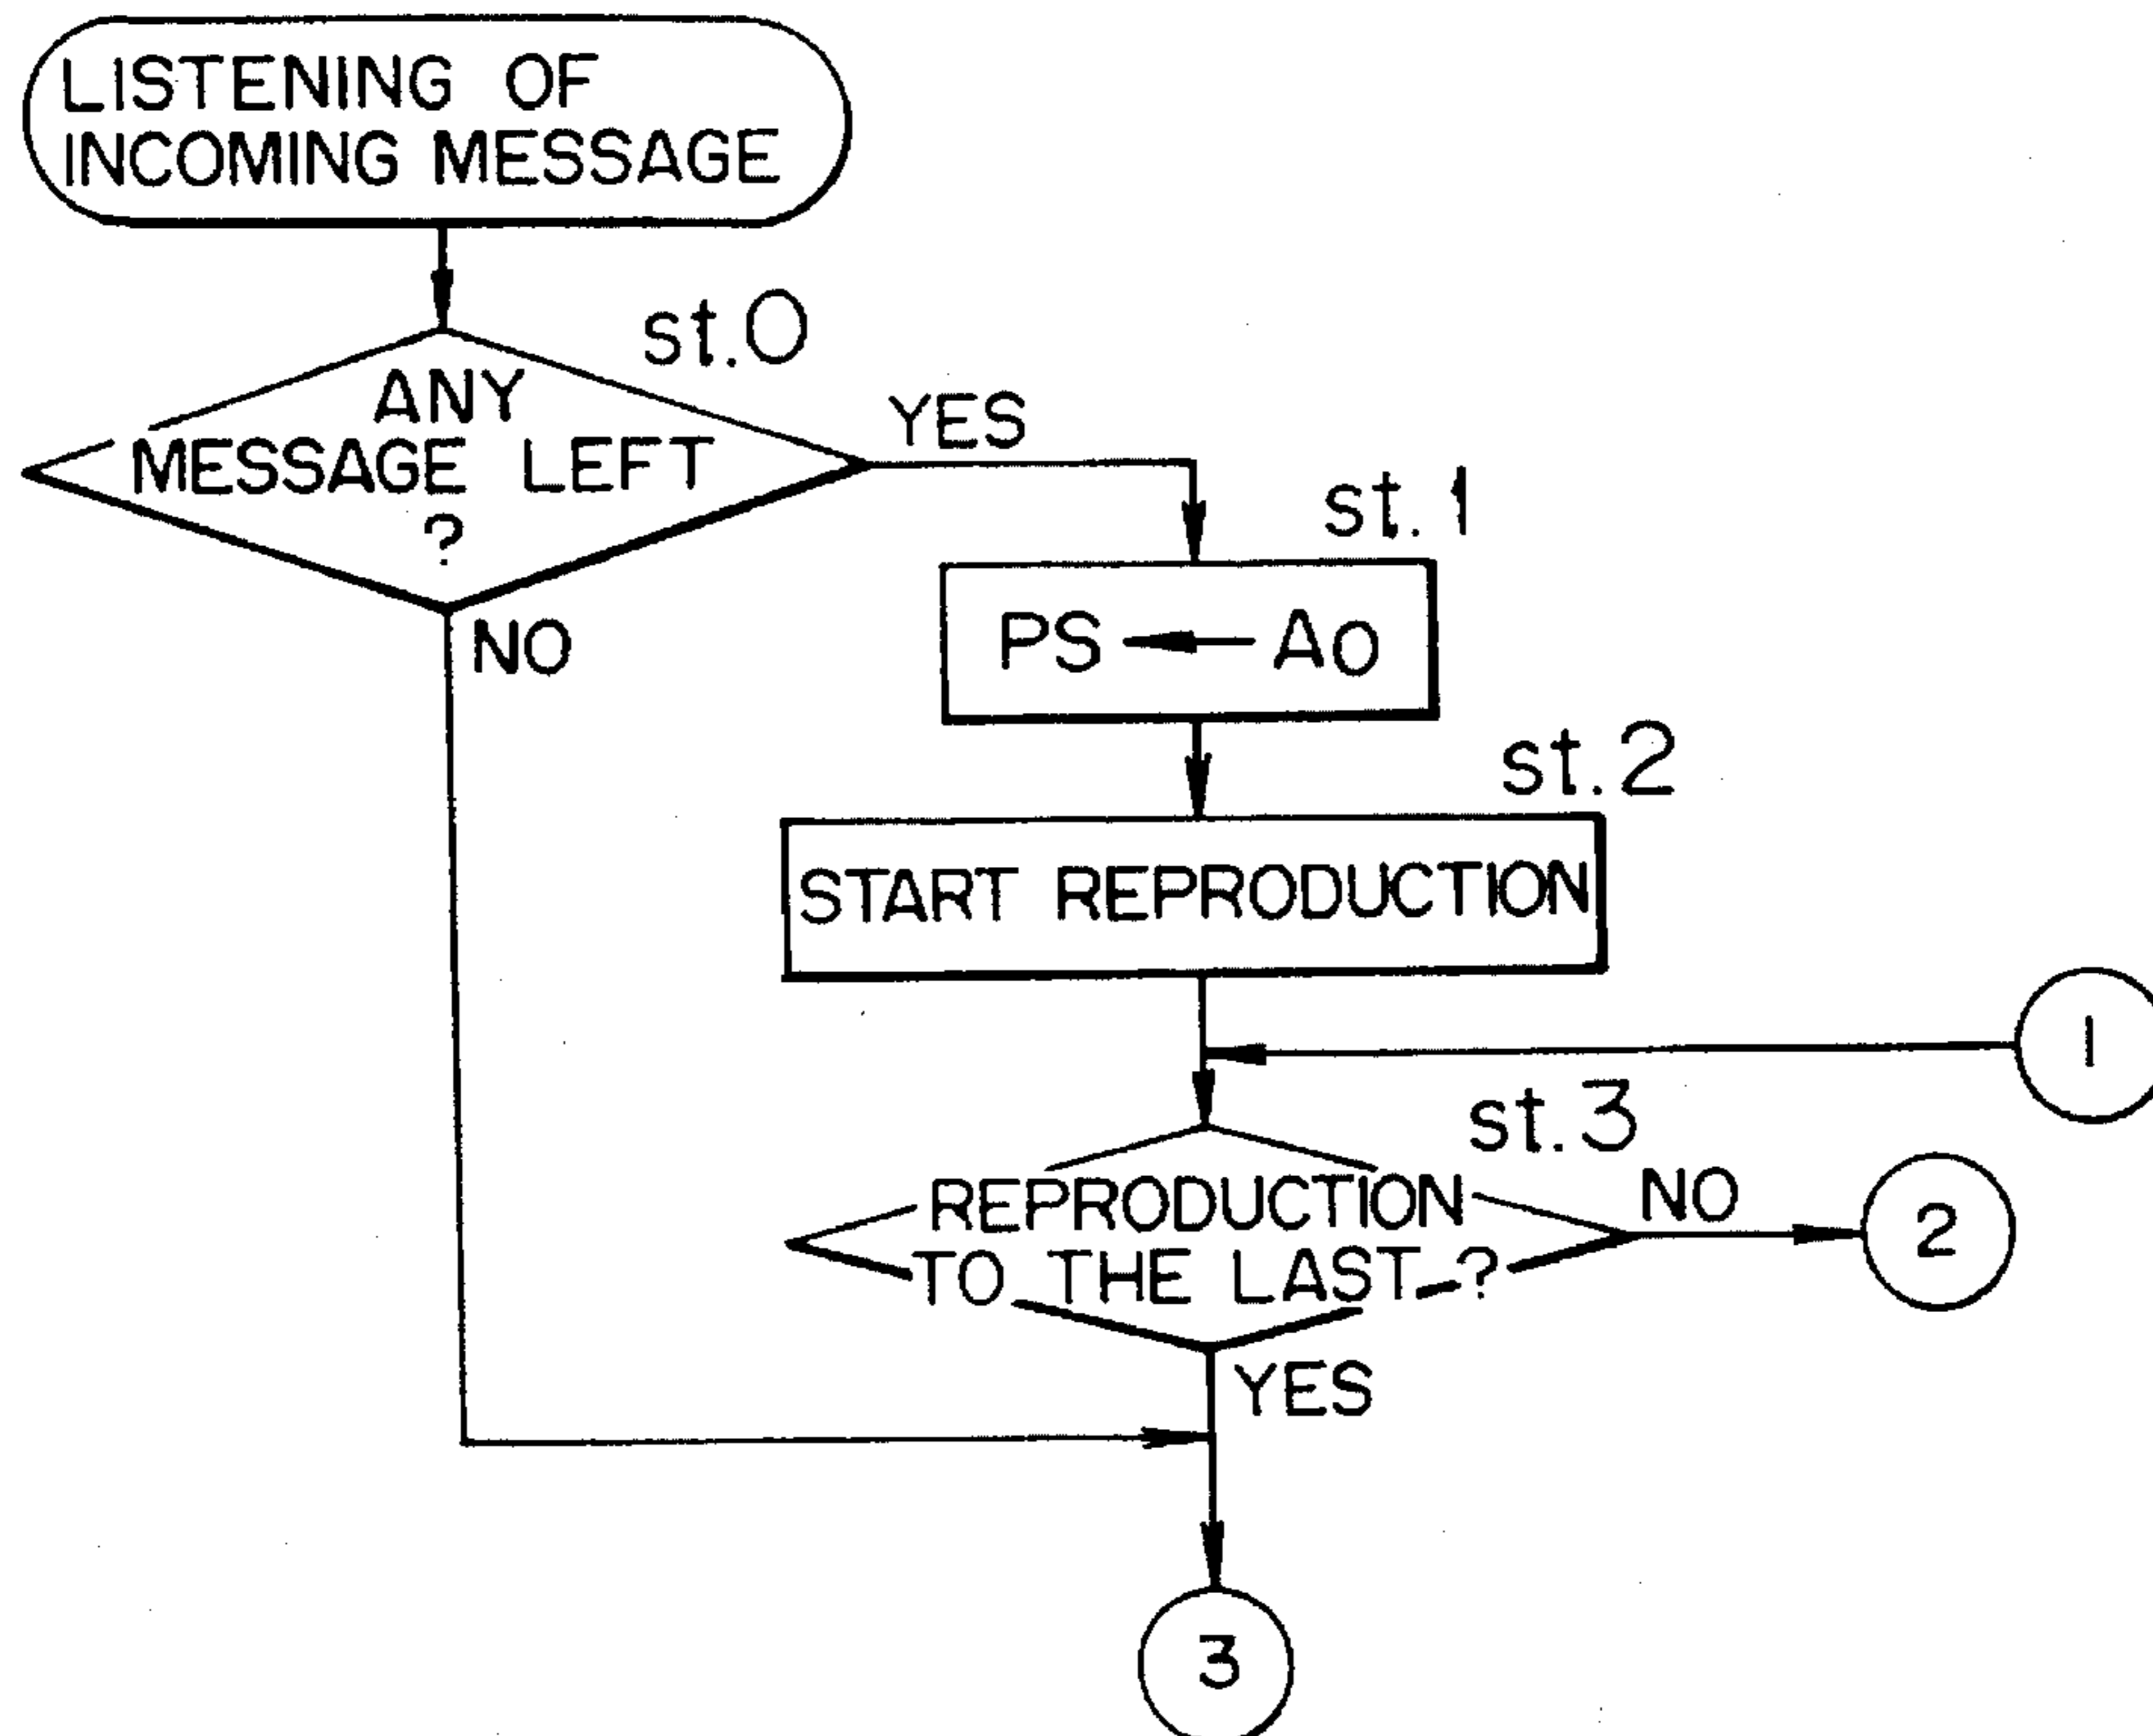 LISTENING OF
INCOMING MESSAGE
st.0
ANY
MESSAGE LEFT
?
YES
NO
st.1
PS ← A0
st.2
START REPRODUCTION
1
st.3
REPRODUCTION
TO THE LAST ?
NO
2
YES
3